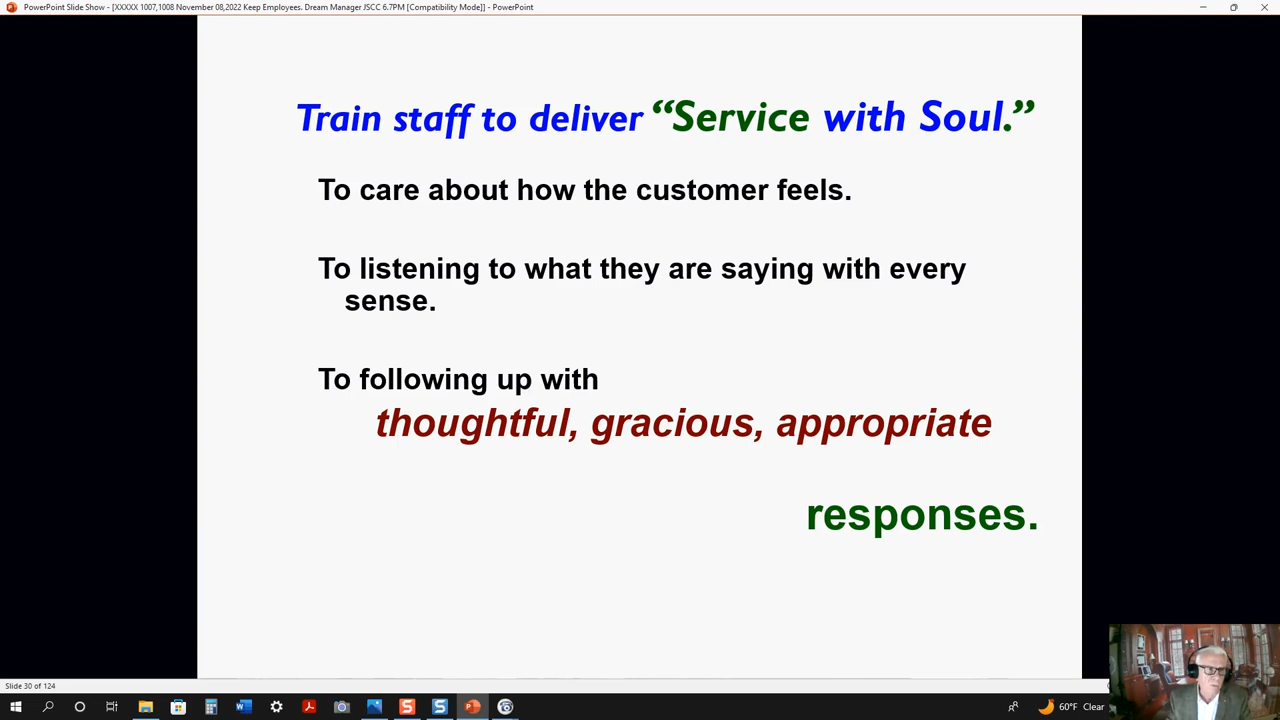 PowerPoint Slide Show - [XXXXX 1007,1008 November 08,2022 Keep Employees. Dream Manager JSCC 6.7PM [Compatibility Mode]] - PowerPoint
Train staff to deliver “Service with Soul.”
To care about how the customer feels.
To listening to what they are saying with every
sense.
To following up with
thoughtful, gracious, appropriate
responses.
Slide 30 of 124
60°F Clear